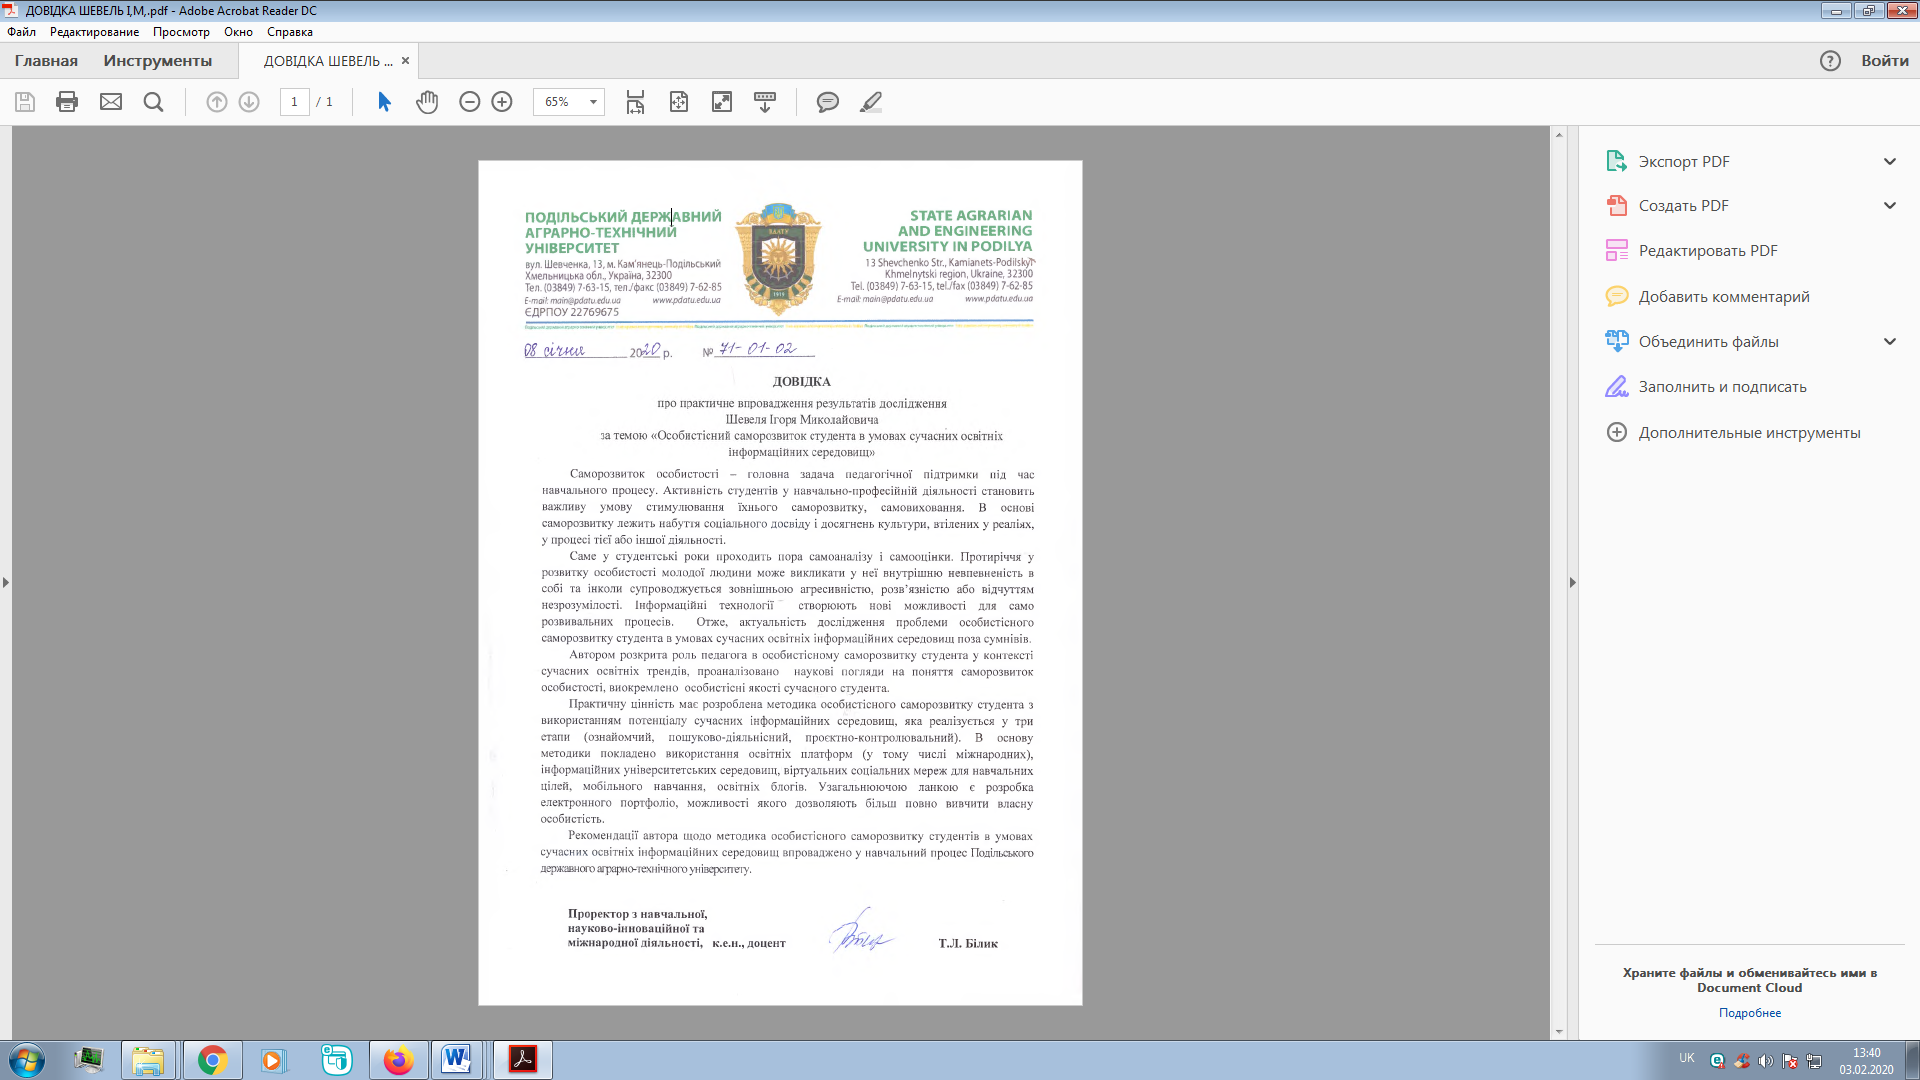 ДОВІДКА ШЕВЕЛЬ І,М,.pdf - Adobe Acrobat Reader DC
Файл Редактирование Просмотр Окно Справка
Главная Инструменты ДОВІДКА ШЕВЕЛЬ ... × Войти
1 / 1 65%
ПОДІЛЬСЬКИЙ ДЕРЖАВНИЙ
АГРАРНО-ТЕХНІЧНИЙ
УНІВЕРСИТЕТ
вул. Шевченка, 13, м. Кам'янець-Подільський
Хмельницька обл., Україна, 32300
Тел. (03849) 7-63-15, тел./факс (03849) 7-62-85
E-mail: main@pdatu.edu.ua www.pdatu.edu.ua
ЄДРПОУ 22769675
ПДАТУ
1919
STATE AGRARIAN
AND ENGINEERING
UNIVERSITY IN PODILYA
13 Shevchenko Str., Kamianets-Podilskyi
Khmelnytski region, Ukraine, 32300
Tel. (03849) 7-63-15, tel./fax (03849) 7-62-85
E-mail: main@pdatu.edu.ua www.pdatu.edu.ua
08 січня 2020 р. № 71-01-02
ДОВІДКА
про практичне впровадження результатів дослідження
Шевеля Ігоря Миколайовича
за темою «Особистісний саморозвиток студента в умовах сучасних освітніх
інформаційних середовищ»
Саморозвиток особистості – головна задача педагогічної підтримки під час
навчального процесу. Активність студентів у навчально-професійній діяльності становить
важливу умову стимулювання їхнього саморозвитку, самовиховання. В основі
саморозвитку лежить набуття соціального досвіду і досягнень культури, втілених у реаліях,
у процесі тієї або іншої діяльності.
Саме у студентські роки проходить пора самоаналізу і самооцінки. Протиріччя у
розвитку особистості молодої людини може викликати у неї внутрішню невпевненість в
собі та інколи супроводжується зовнішньою агресивністю, розв’язністю або відчуттям
незрозумілості. Інформаційні технології створюють нові можливості для само
розвивальних процесів. Отже, актуальність дослідження проблеми особистісного
саморозвитку студента в умовах сучасних освітніх інформаційних середовищ поза сумнівів.
Автором розкрита роль педагога в особистісному саморозвитку студента у контексті
сучасних освітніх трендів, проаналізовано наукові погляди на поняття саморозвиток
особистості, виокремлено особистісні якості сучасного студента.
Практичну цінність має розроблена методика особистісного саморозвитку студента з
використанням потенціалу сучасних інформаційних середовищ, яка реалізується у три
етапи (ознайомчий, пошуково-діяльнісний, проєктно-контролювальний). В основу
методики покладено використання освітніх платформ (у тому числі міжнародних),
інформаційних університетських середовищ, віртуальних соціальних мереж для навчальних
цілей, мобільного навчання, освітніх блогів. Узагальнюючою ланкою є розробка
електронного портфоліо, можливості якого дозволяють більш повно вивчити власну
особистість.
Рекомендації автора щодо методика особистісного саморозвитку студентів в умовах
сучасних освітніх інформаційних середовищ впроваджено у навчальний процес Подільського
державного аграрно-технічного університету.
Проректор з навчальної,
науково-інноваційної та
міжнародної діяльності, к.е.н., доцент Т.Л. Білик
Экспорт PDF
Создать PDF
Редактировать PDF
Добавить комментарий
Объединить файлы
Заполнить и подписать
Дополнительные инструменты
Храните файлы и обменивайтесь ими в
Document Cloud
Подробнее
UK
13:40
03.02.2020